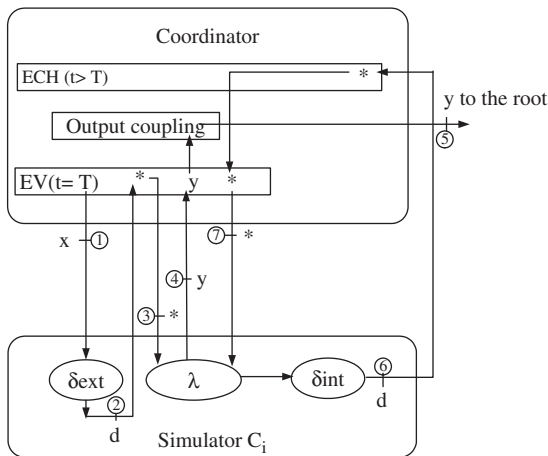 Coordinator
ECH (t> T) *
y to the root
Output coupling
⑤
EV(t= T) * y *
x ① ⑦ *
④ y
③ *
δext λ δint ⑥
② d
d
Simulator Ci